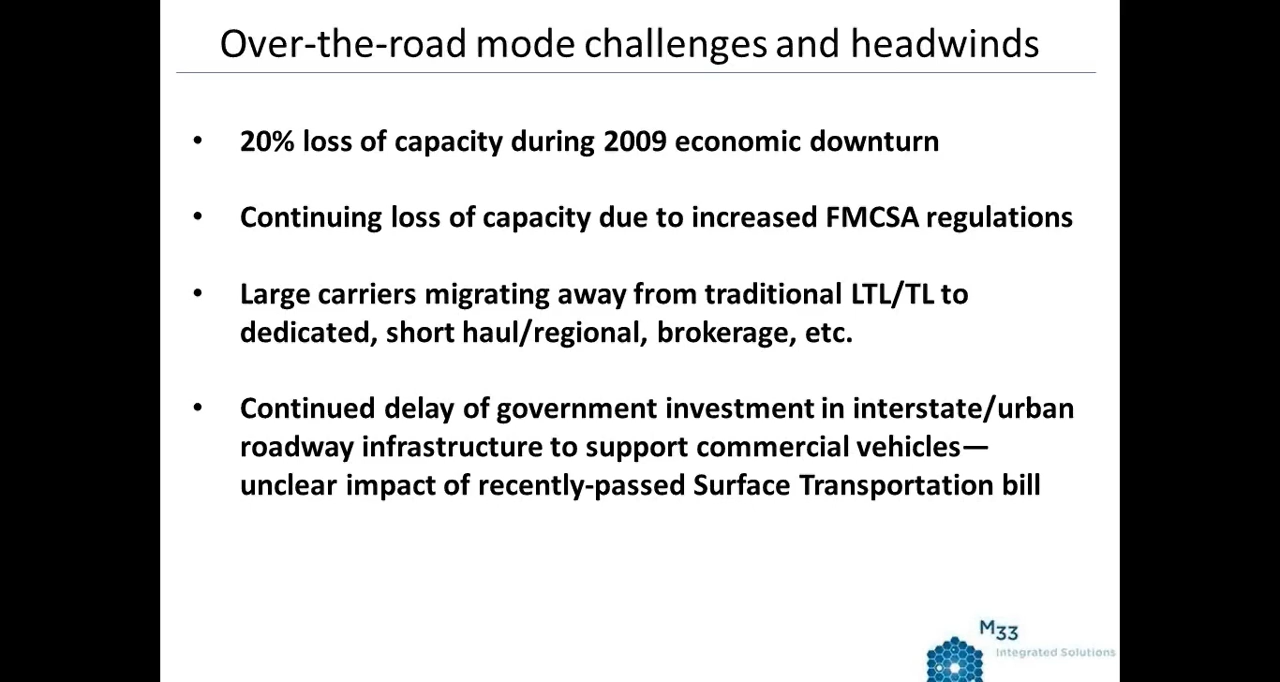 Over-the-road mode challenges and headwinds
• 20% loss of capacity during 2009 economic downturn
• Continuing loss of capacity due to increased FMCSA regulations
• Large carriers migrating away from traditional LTL/TL to
dedicated, short haul/regional, brokerage, etc.
• Continued delay of government investment in interstate/urban
roadway infrastructure to support commercial vehicles—
unclear impact of recently-passed Surface Transportation bill
M33
Integrated Solutions